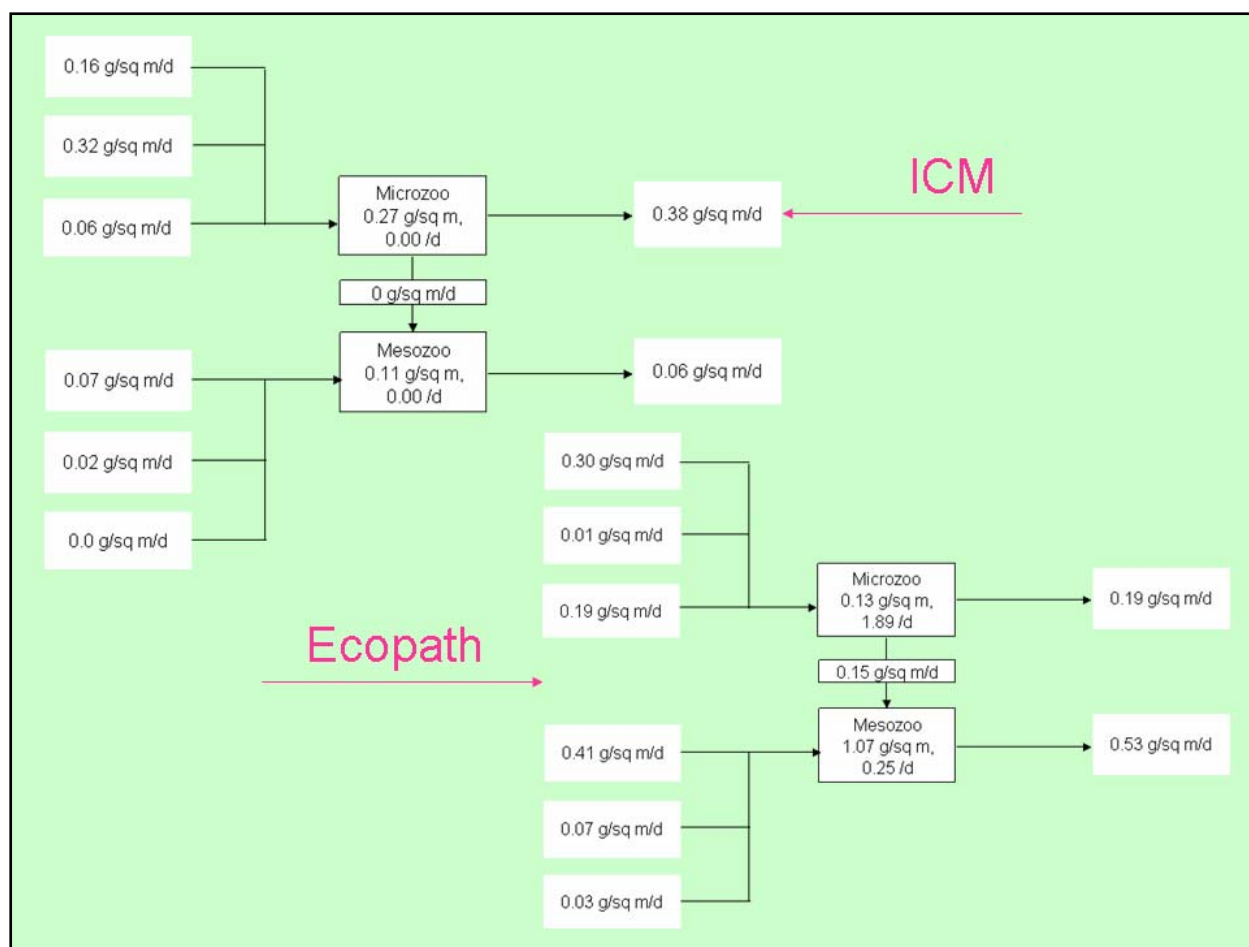 0.16 g/sq m/d
0.32 g/sq m/d
0.06 g/sq m/d
Microzoo
0.27 g/sq m,
0.00 /d
0.38 g/sq m/d
ICM
0 g/sq m/d
0.07 g/sq m/d
0.02 g/sq m/d
0.0 g/sq m/d
Mesozoo
0.11 g/sq m,
0.00 /d
0.06 g/sq m/d
Ecopath
0.30 g/sq m/d
0.01 g/sq m/d
0.19 g/sq m/d
Microzoo
0.13 g/sq m,
1.89 /d
0.19 g/sq m/d
0.15 g/sq m/d
0.41 g/sq m/d
0.07 g/sq m/d
0.03 g/sq m/d
Mesozoo
1.07 g/sq m,
0.25 /d
0.53 g/sq m/d